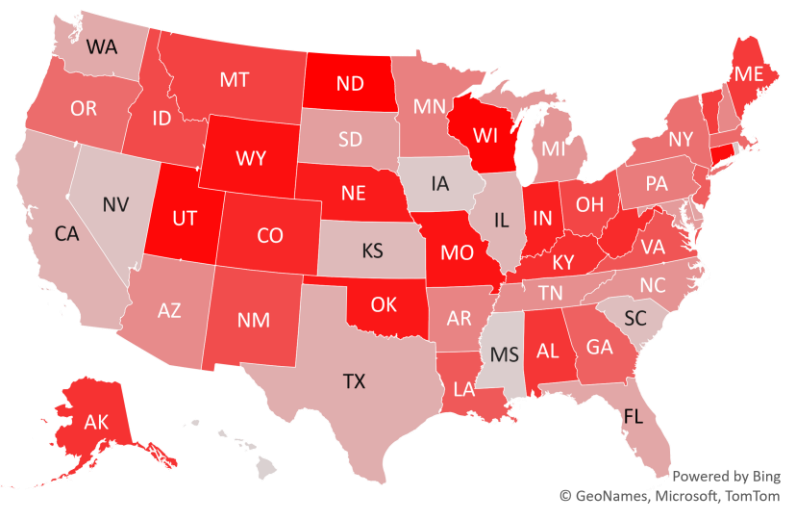 WA
MT
ND
MN
ME
OR
ID
SD
WI
MI
NY
WY
IA
PA
NE
NV
UT
IL
IN
OH
CA
CO
KS
MO
KY
VA
AZ
NM
OK
AR
TN
NC
SC
TX
MS
AL
GA
LA
AK
FL
Powered by Bing
© GeoNames, Microsoft, TomTom